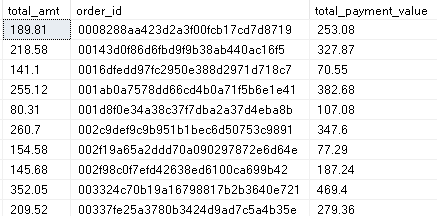 total_amt order_id total_payment_value
189.81 0008288aa423d2a3f00fcb17cd7d8719 253.08
218.58 00143d0f86d6fbd9f9b38ab440ac16f5 327.87
141.1 0016dfedd97fc2950e388d2971d718c7 70.55
255.12 001ab0a7578dd66cd4b0a71f5b6e1e41 382.68
80.31 001d8f0e34a38c37f7dba2a37d4eba8b 107.08
260.7 002c9def9c9b951b1bec6d50753c9891 347.6
154.58 002f19a65a2ddd70a090297872e6d64e 77.29
145.68 002f98c0f7efd42638ed6100ca699b42 187.24
352.05 003324c70b19a16798817b2b3640e721 469.4
209.52 00337fe25a3780b3424d9ad7c5a4b35e 279.36